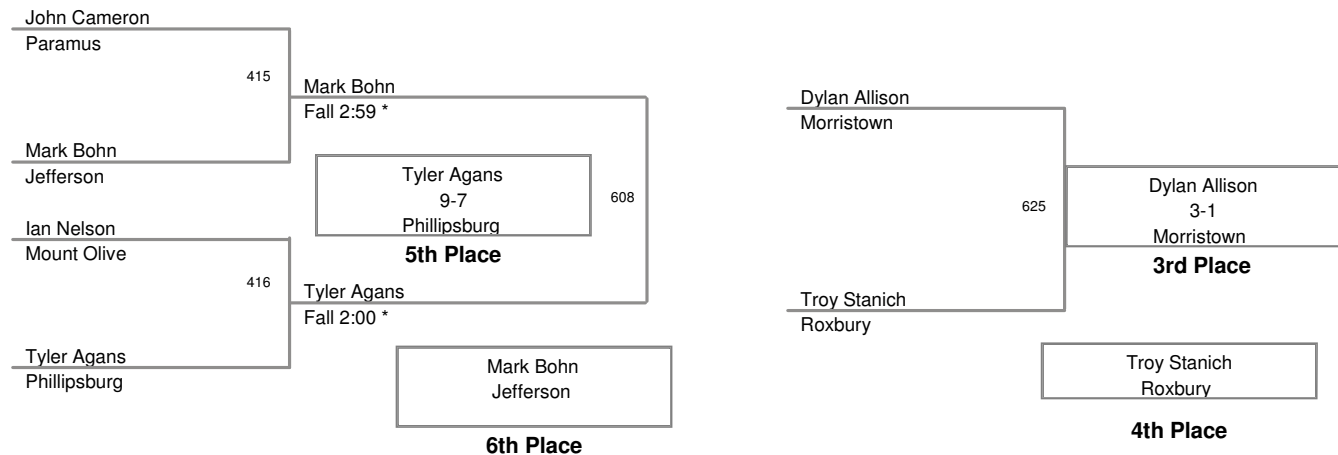 John Cameron
Paramus
415
Mark Bohn
Fall 2:59 *
Mark Bohn
Jefferson
Tyler Agans
9-7
Phillipsburg
5th Place
608
Ian Nelson
Mount Olive
416
Tyler Agans
Fall 2:00 *
Tyler Agans
Phillipsburg
Mark Bohn
Jefferson
6th Place
Dylan Allison
Morristown
625
Dylan Allison
3-1
Morristown
3rd Place
Troy Stanich
Roxbury
Troy Stanich
Roxbury
4th Place